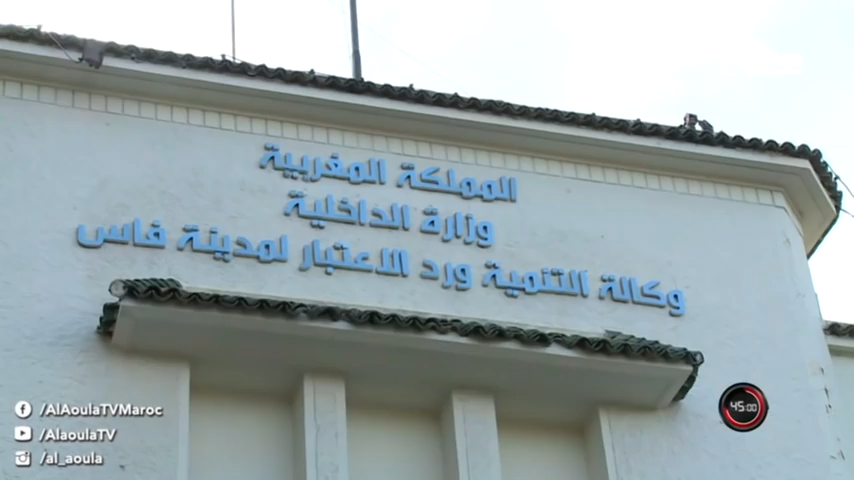 المملكة المغربية
وزارة الداخلية
وكالة التنمية ورد الاعتبار لمدينة فاس
/AlAoulaTVMaroc
/AlaoulaTV
/al_aoula
45:00